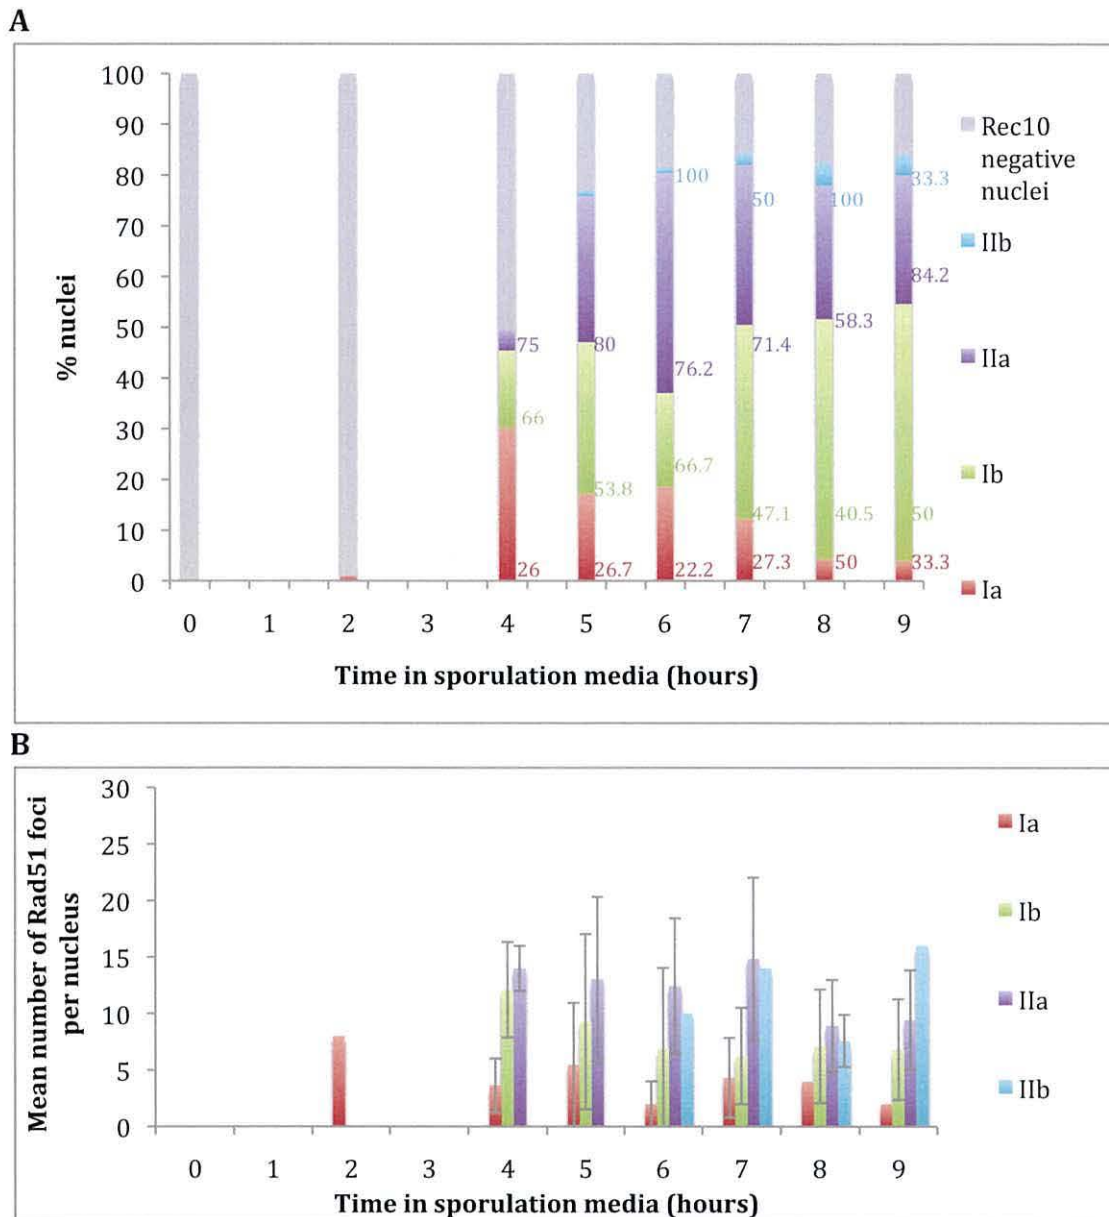 A
100
90
80
70
60
50
40
30
20
10
0
% nuclei
75
66
26
80
53.8
26.7
100
76.2
66.7
22.2
50
71.4
47.1
27.3
100
58.3
40.5
50
33.3
84.2
50
33.3
0 1 2 3 4 5 6 7 8 9
Time in sporulation media (hours)
Rec10
negative
nuclei
IIb
IIa
Ib
Ia
B
Mean number of Rad51 foci
per nucleus
30
25
20
15
10
5
0
0 1 2 3 4 5 6 7 8 9
Time in sporulation media (hours)
Ia
Ib
IIa
IIb